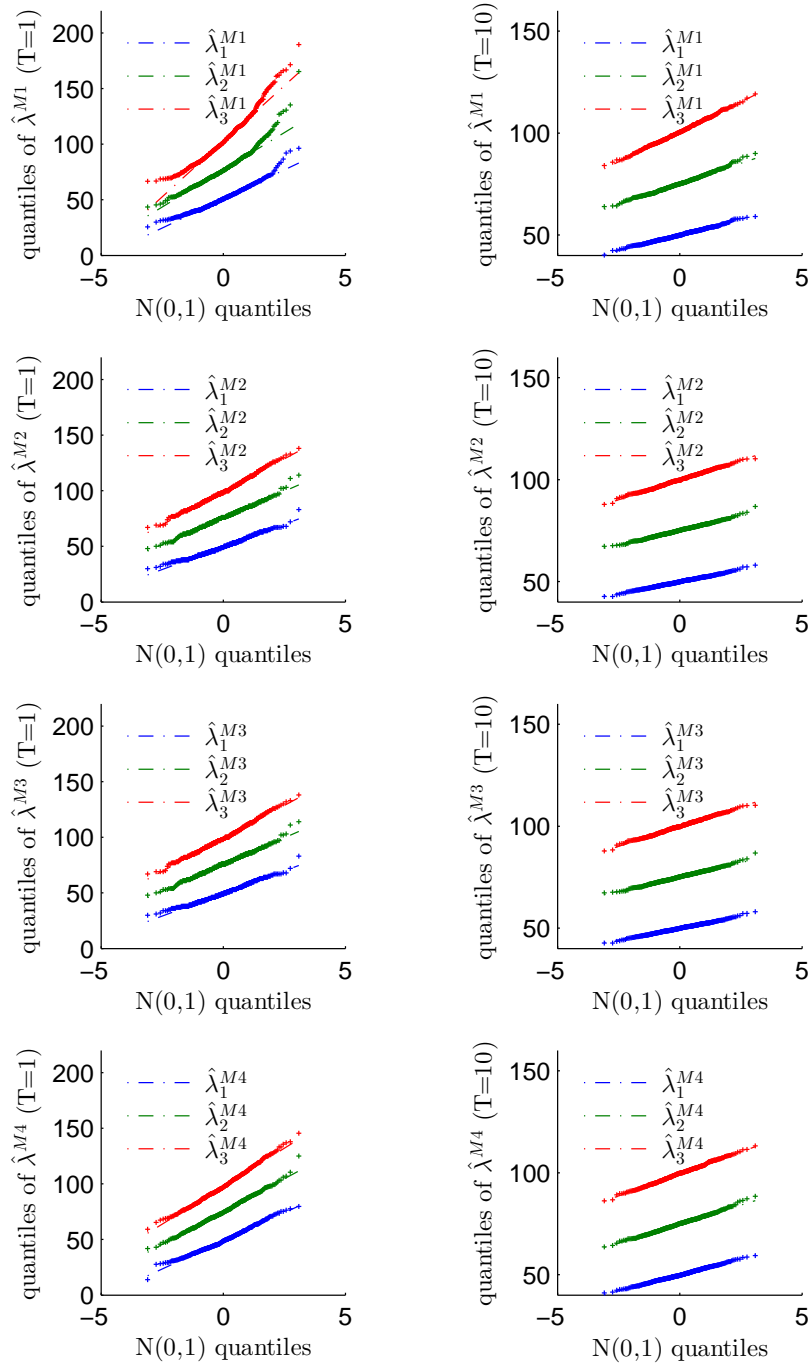 quantiles of λ̂^{M1} (T=1)
200
150
100
50
0
λ̂_1^{M1}
λ̂_2^{M1}
λ̂_3^{M1}
−5 0 5
N(0,1) quantiles
quantiles of λ̂^{M1} (T=10)
150
100
50
λ̂_1^{M1}
λ̂_2^{M1}
λ̂_3^{M1}
−5 0 5
N(0,1) quantiles
quantiles of λ̂^{M2} (T=1)
200
150
100
50
0
λ̂_1^{M2}
λ̂_2^{M2}
λ̂_3^{M2}
−5 0 5
N(0,1) quantiles
quantiles of λ̂^{M2} (T=10)
150
100
50
λ̂_1^{M2}
λ̂_2^{M2}
λ̂_3^{M2}
−5 0 5
N(0,1) quantiles
quantiles of λ̂^{M3} (T=1)
200
150
100
50
0
λ̂_1^{M3}
λ̂_2^{M3}
λ̂_3^{M3}
−5 0 5
N(0,1) quantiles
quantiles of λ̂^{M3} (T=10)
150
100
50
λ̂_1^{M3}
λ̂_2^{M3}
λ̂_3^{M3}
−5 0 5
N(0,1) quantiles
quantiles of λ̂^{M4} (T=1)
200
150
100
50
0
λ̂_1^{M4}
λ̂_2^{M4}
λ̂_3^{M4}
−5 0 5
N(0,1) quantiles
quantiles of λ̂^{M4} (T=10)
150
100
50
λ̂_1^{M4}
λ̂_2^{M4}
λ̂_3^{M4}
−5 0 5
N(0,1) quantiles